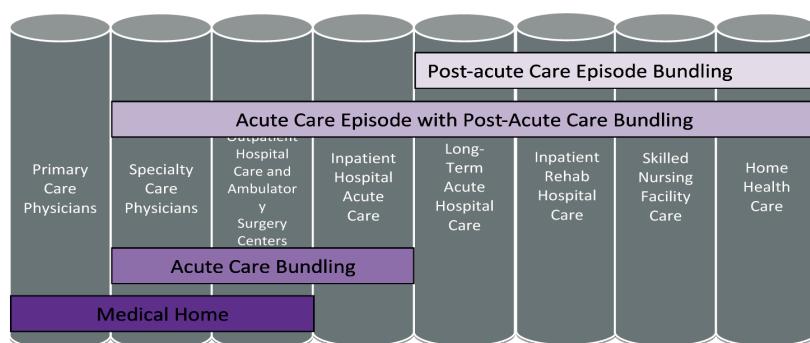 Post-acute Care Episode Bundling
Acute Care Episode with Post-Acute Care Bundling
Primary
Care
Physicians
Specialty
Care
Physicians
Outpatient
Hospital
Care and
Ambulator
y
Surgery
Centers
Inpatient
Hospital
Acute
Care
Long-
Term
Acute
Hospital
Care
Inpatient
Rehab
Hospital
Care
Skilled
Nursing
Facility
Care
Home
Health
Care
Acute Care Bundling
Medical Home